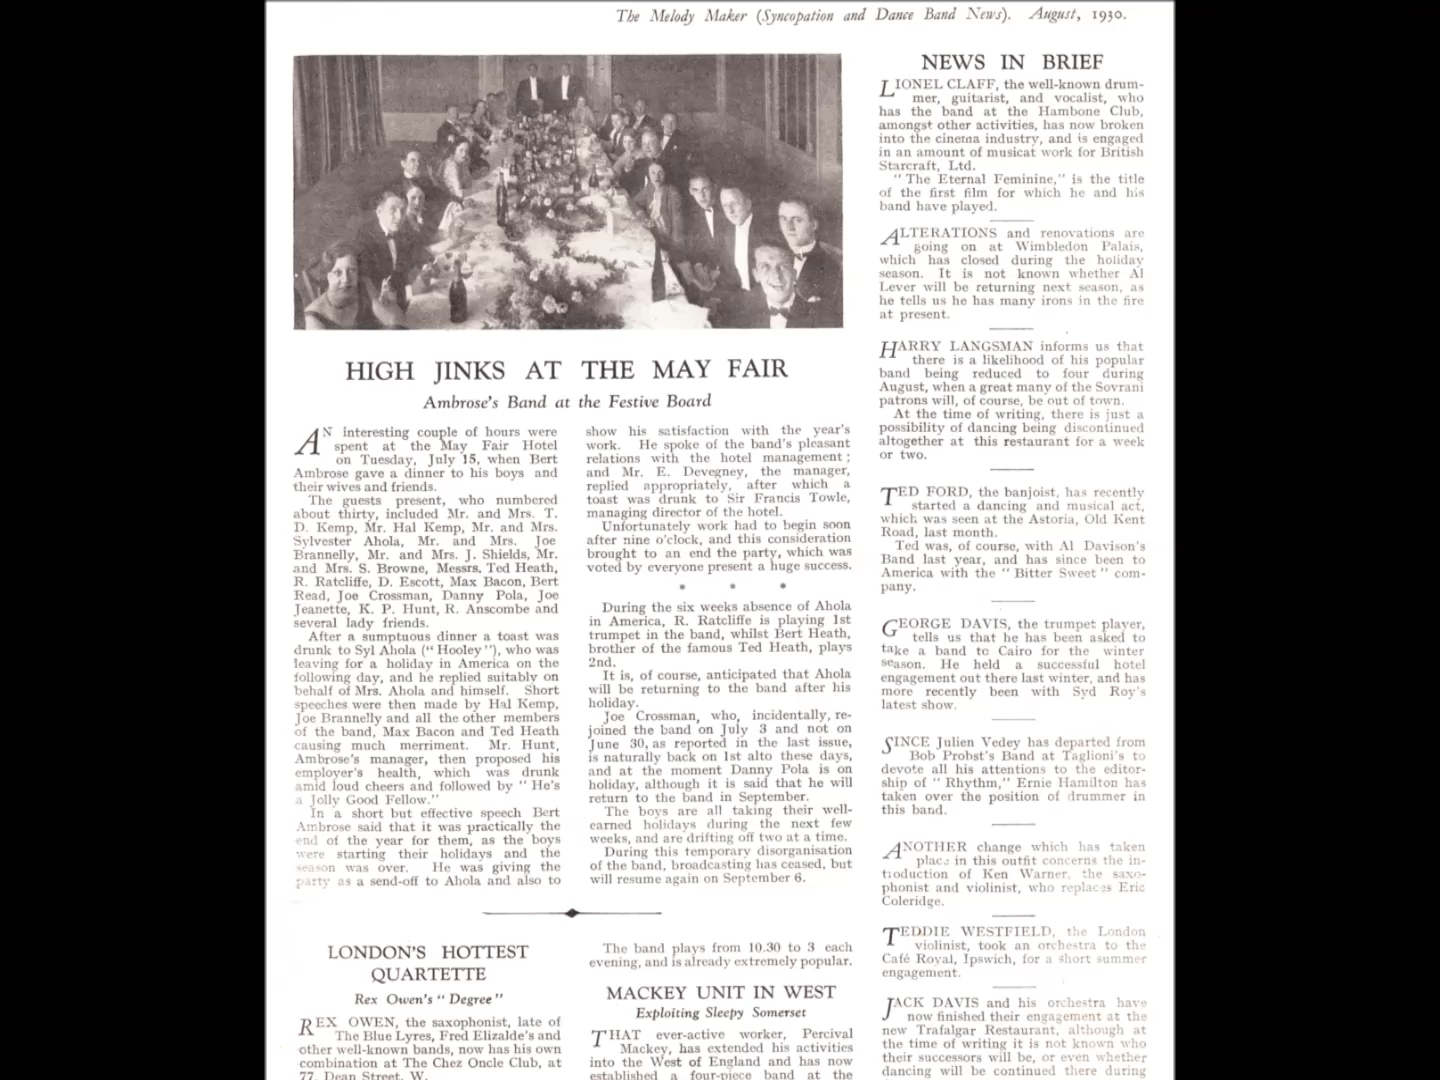 The Melody Maker (Syncopation and Dance Band News). August, 1930.
HIGH JINKS AT THE MAY FAIR
Ambrose's Band at the Festive Board
AN interesting couple of hours were
spent at the May Fair Hotel
on Tuesday, July 15, when Bert
Ambrose gave a dinner to his boys and
their wives and friends.
The guests present, who numbered
about thirty, included Mr. and Mrs. T.
D. Kemp, Mr. Hal Kemp, Mr. and Mrs.
Sylvester Ahola, Mr. and Mrs. Joe
Brannelly, Mr. and Mrs. J. Shields, Mr.
and Mrs. S. Browne, Messrs. Ted Heath,
R. Ratcliffe, D. Escott, Max Bacon, Bert
Read, Joe Crossman, Danny Pola, Joe
Jeanette, K. P. Hunt, R. Anscombe and
several lady friends.
After a sumptuous dinner a toast was
drunk to Syl Ahola (“ Hooley ”), who was
leaving for a holiday in America on the
following day, and he replied suitably on
behalf of Mrs. Ahola and himself. Short
speeches were then made by Hal Kemp,
Joe Brannelly and all the other members
of the band, Max Bacon and Ted Heath
causing much merriment. Mr. Hunt,
Ambrose's manager, then proposed his
employer's health, which was drunk
amid loud cheers and followed by “ He's
a Jolly Good Fellow.”
In a short but effective speech Bert
Ambrose said that it was practically the
end of the year for them, as the boys
were starting their holidays and the
season was over. He was giving the
party as a send-off to Ahola and also to
show his satisfaction with the year's
work. He spoke of the band's pleasant
relations with the hotel management ;
and Mr. E. Devegney, the manager,
replied appropriately, after which a
toast was drunk to Sir Francis Towle,
managing director of the hotel.
Unfortunately work had to begin soon
after nine o'clock, and this consideration
brought to an end the party, which was
voted by everyone present a huge success.
* * *
During the six weeks absence of Ahola
in America, R. Ratcliffe is playing 1st
trumpet in the band, whilst Bert Heath,
brother of the famous Ted Heath, plays
2nd.
It is, of course, anticipated that Ahola
will be returning to the band after his
holiday.
Joe Crossman, who, incidentally, re-
joined the band on July 3 and not on
June 30, as reported in the last issue,
is naturally back on 1st alto these days,
and at the moment Danny Pola is on
holiday, although it is said that he will
return to the band in September.
The boys are all taking their well-
earned holidays during the next few
weeks, and are drifting off two at a time.
During this temporary disorganisation
of the band, broadcasting has ceased, but
will resume again on September 6.
LONDON'S HOTTEST
QUARTETTE
Rex Owen's “ Degree ”
REX OWEN, the saxophonist, late of
The Blue Lyres, Fred Elizalde's and
other well-known bands, now has his own
combination at The Chez Oncle Club, at
77, Dean Street, W.
The band plays from 10.30 to 3 each
evening, and is already extremely popular.
MACKEY UNIT IN WEST
Exploiting Sleepy Somerset
THAT ever-active worker, Percival
Mackey, has extended his activities
into the West of England and has now
established a four-piece band at the
NEWS IN BRIEF
LIONEL CLAFF, the well-known drum-
mer, guitarist, and vocalist, who
has the band at the Hambone Club,
amongst other activities, has now broken
into the cinema industry, and is engaged
in an amount of musicat work for British
Starcraft, Ltd.
“ The Eternal Feminine,” is the title
of the first film for which he and his
band have played.
ALTERATIONS and renovations are
going on at Wimbledon Palais,
which has closed during the holiday
season. It is not known whether Al
Lever will be returning next season, as
he tells us he has many irons in the fire
at present.
HARRY LANGSMAN informs us that
there is a likelihood of his popular
band being reduced to four during
August, when a great many of the Sovrani
patrons will, of course, be out of town.
At the time of writing, there is just a
possibility of dancing being discontinued
altogether at this restaurant for a week
or two.
TED FORD, the banjoist, has recently
started a dancing and musical act,
which was seen at the Astoria, Old Kent
Road, last month.
Ted was, of course, with Al Davison's
Band last year, and has since been to
America with the “ Bitter Sweet ” com-
pany.
GEORGE DAVIS, the trumpet player,
tells us that he has been asked to
take a band to Cairo for the winter
season. He held a successful hotel
engagement out there last winter, and has
more recently been with Syd Roy's
latest show.
SINCE Julien Vedey has departed from
Bob Probst's Band at Taglioni's to
devote all his attentions to the editor-
ship of “ Rhythm,” Ernie Hamilton has
taken over the position of drummer in
this band.
ANOTHER change which has taken
place in this outfit concerns the in-
troduction of Ken Warner, the saxo-
phonist and violinist, who replaces Eric
Coleridge.
TEDDIE WESTFIELD, the London
violinist, took an orchestra to the
Café Royal, Ipswich, for a short summer
engagement.
JACK DAVIS and his orchestra have
now finished their engagement at the
new Trafalgar Restaurant, although at
the time of writing it is not known who
their successors will be, or even whether
dancing will be continued there during